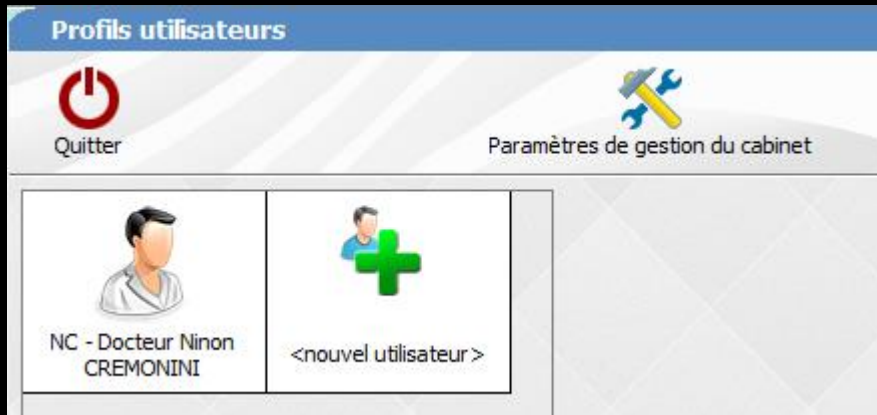 Profils utilisateurs
Quitter
Paramètres de gestion du cabinet
NC - Docteur Ninon
CREMONINI
<nouvel utilisateur>